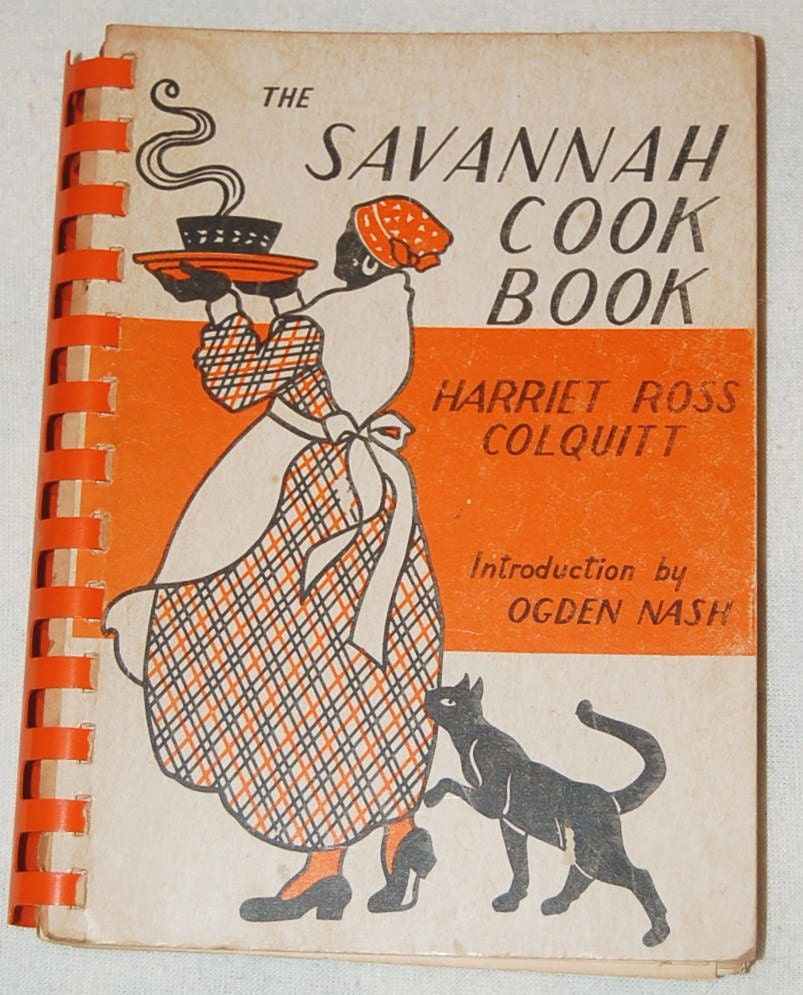 THE
SAVANNAH
COOK
BOOK
HARRIET ROSS
COLQUITT
Introduction by
OGDEN NASH